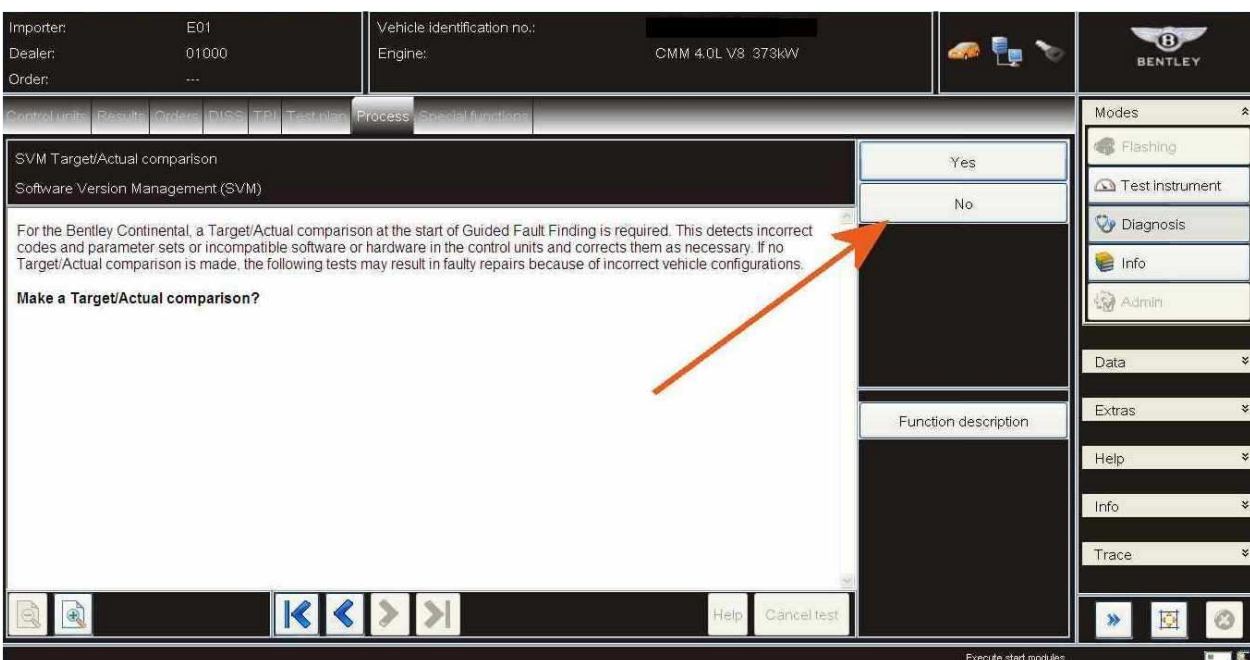 Importer: E01
Dealer: 01000
Order: ---
Vehicle identification no.:
Engine: CMM 4.0L V8 373kW
BENTLEY
Control units Results Orders DISS TPI Test plan Process Special functions
SVM Target/Actual comparison
Software Version Management (SVM)
For the Bentley Continental, a Target/Actual comparison at the start of Guided Fault Finding is required. This detects incorrect
codes and parameter sets or incompatible software or hardware in the control units and corrects them as necessary. If no
Target/Actual comparison is made, the following tests may result in faulty repairs because of incorrect vehicle configurations.
Make a Target/Actual comparison?
Yes
No
Function description
Modes
Flashing
Test instrument
Diagnosis
Info
Admin
Data
Extras
Help
Info
Trace
Help
Cancel test
Execute start modules